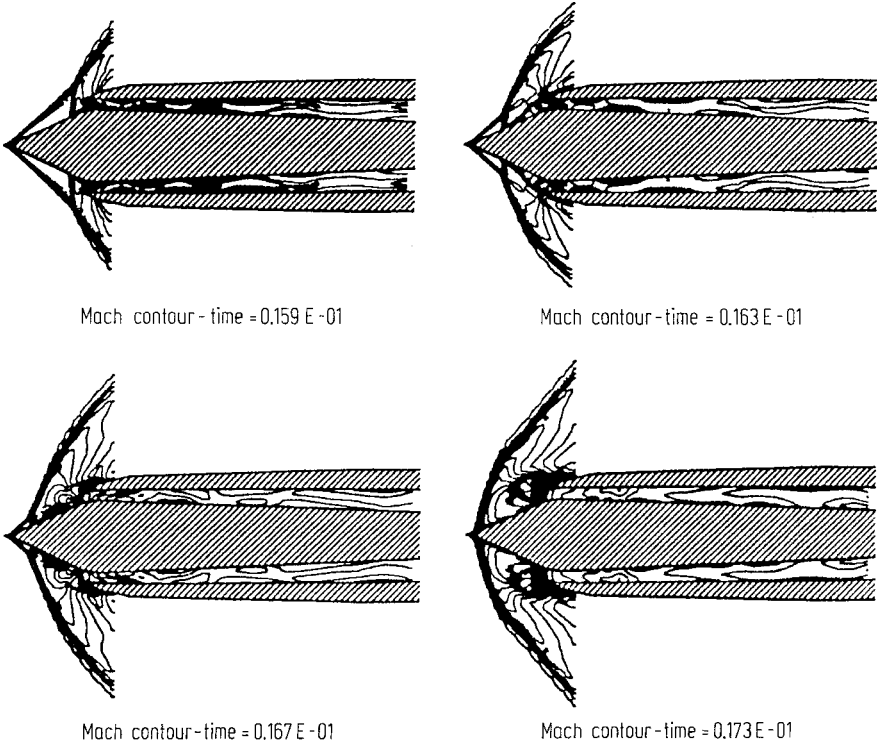 Mach contour-time = 0.159 E-01
Mach contour-time = 0.163 E-01
Mach contour-time = 0.167 E-01
Mach contour-time = 0.173 E-01